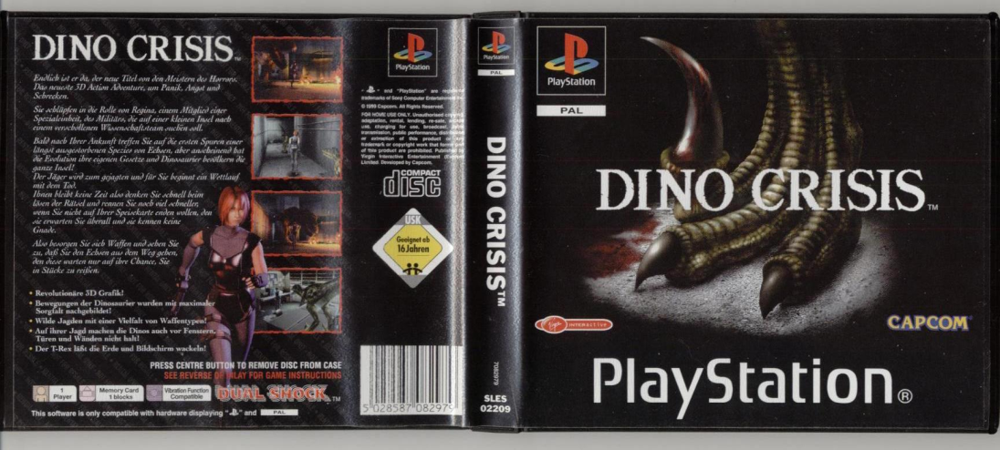 DINO CRISIS™
Endlich ist er da, der neue Titel von den Meistern des Horrors.
Das neueste 3D Action Adventure, um Panik, Angst und
Schrecken.
Sie schlüpfen in die Rolle von Regina, einem Mitglied einer
Spezialeinheit, des Militärs, die auf einer kleinen Insel nach
einem verschollenen Wissenschaftsteam suchen soll.
Bald nach Ihrer Ankunft treffen Sie auf die ersten Spuren einer
längst ausgestorbenen Spezies von Echsen, aber anscheinend hat
die Evolution ihre eigenen Gesetze und Dinosaurier bevölkern die
ganze Insel!
Der Jäger wird zum gejagten und für Sie beginnt ein Wettlauf
mit dem Tod.
Ihnen bleibt keine Zeit also denken Sie schnell beim
lösen der Rätsel und rennen Sie noch viel schneller,
wenn Sie nicht auf Ihrer Speisekarte enden wollen, den
sie erwarten Sie überall und sie kennen keine
Gnade.
Also besorgen Sie sich Waffen und sehen Sie
zu, daß Sie den Echsen aus dem Weg gehen,
den diese warten nur auf ihre Chance, Sie
in Stücke zu reißen.
• Revolutionäre 3D Grafik!
• Bewegungen der Dinosaurier wurden mit maximaler
Sorgfalt nachgebildet!
• Wilde Jagden mit einer Vielfalt von Waffentypen!
• Auf ihrer Jagd machen die Dinos auch vor Fenstern,
Türen und Wänden nicht halt!
• Der T-Rex läßt die Erde und Bildschirm wackeln!
PRESS CENTRE BUTTON TO REMOVE DISC FROM CASE
SEE REVERSE OF INLAY FOR GAME INSTRUCTIONS
1
Player
Memory Card
1 blocks
Vibration Function
Compatible
DUAL SHOCK™
This software is only compatible with hardware displaying "PS" and PAL
PlayStation
"PS" and "PlayStation" are
trademarks of Sony Computer Entertainment
© 1999 Capcom. All Rights Reserved.
FOR HOME USE ONLY. Unauthorised
adaptation, rental, lending, re-sale,
use, charging for use, broadcast,
transmission, public performance,
or extraction of this product or
trademark or copyright work that forms
of this product are prohibited. Published
Virgin Interactive Entertainment
Limited. Developed by Capcom.
COMPACT
disc
USK
Geeignet ab
16 Jahren
5 028587 082979
PlayStation
PAL
DINO CRISIS™
7082979
SLES
02209
PlayStation
PAL
DINO CRISIS™
Virgin INTERACTIVE
CAPCOM
PlayStation®